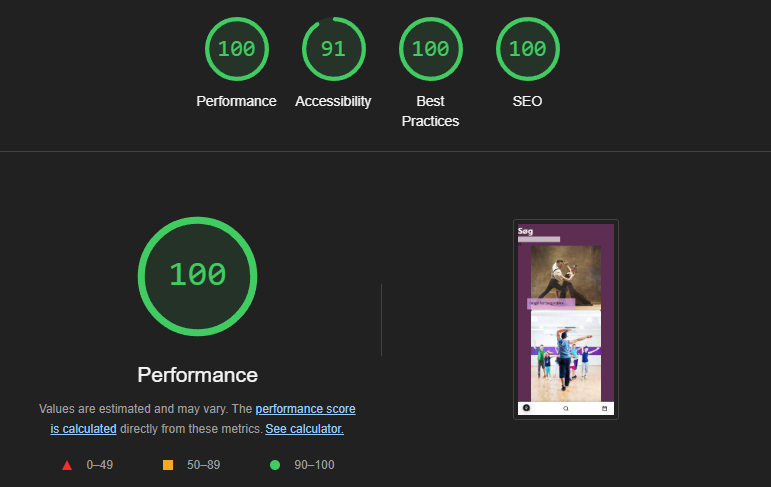 100
91
100
100
Performance
Accessibility
Best
Practices
SEO
100
Performance
Values are estimated and may vary. The performance score
is calculated directly from these metrics. See calculator.
0–49
50–89
90–100
Søg